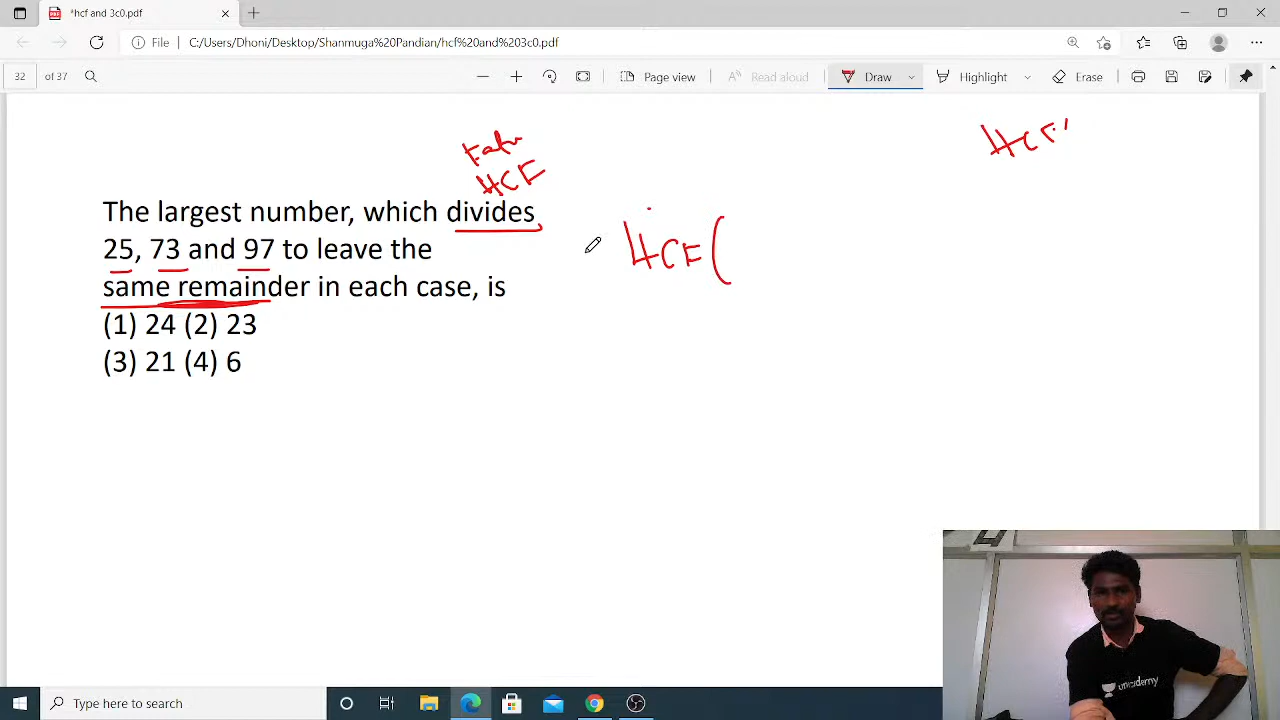 *hcf and 3c0.pdf
File C:/Users/Dhoni/Desktop/Shanmuga%20Pandian/hcf%20and%203c0.pdf
32 of 37 Page view Read aloud Draw Highlight Erase
HCF
HCF
The largest number, which divides
HCF(
25, 73 and 97 to leave the
same remainder in each case, is
(1) 24 (2) 23
(3) 21 (4) 6
unacademy
Type here to search